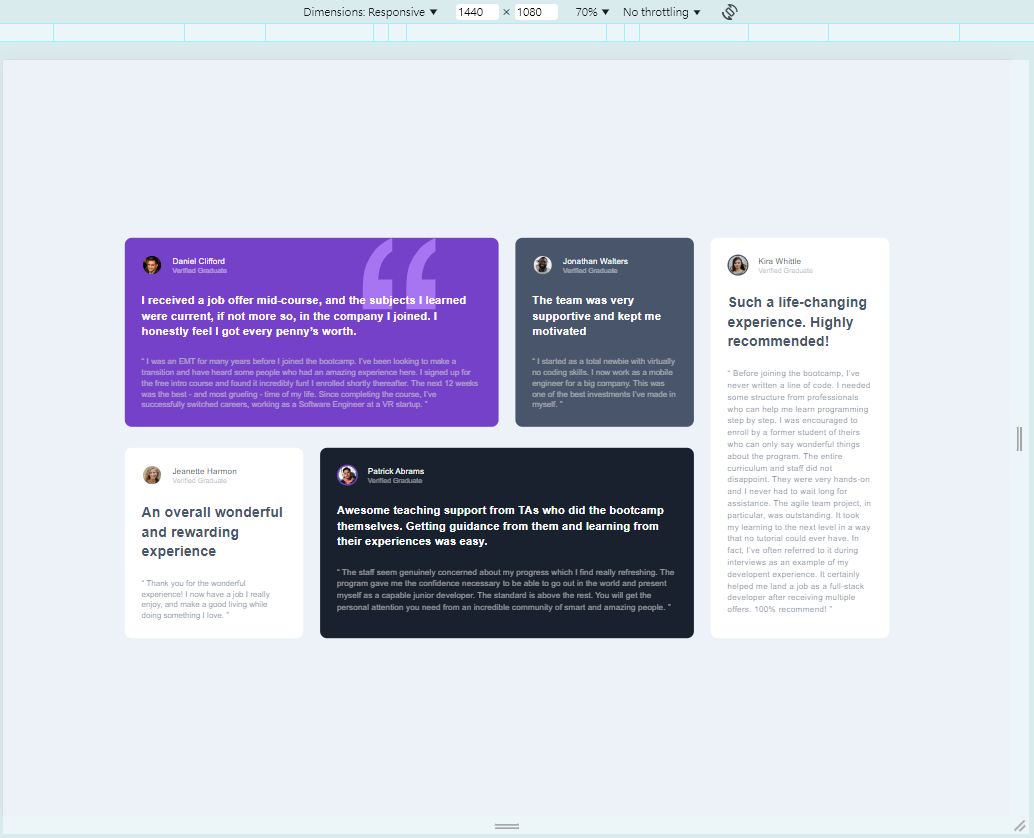 Dimensions: Responsive ▼ 1440 × 1080 70% ▼ No throttling ▼
Daniel Clifford
Verified Graduate
I received a job offer mid-course, and the subjects I learned
were current, if not more so, in the company I joined. I
honestly feel I got every penny’s worth.
“ I was an EMT for many years before I joined the bootcamp. I’ve been looking to make a
transition and have heard some people who had an amazing experience here. I signed up for
the free intro course and found it incredibly fun! I enrolled shortly thereafter. The next 12 weeks
was the best - and most grueling - time of my life. Since completing the course, I’ve
successfully switched careers, working as a Software Engineer at a VR startup. ”
Jonathan Walters
Verified Graduate
The team was very
supportive and kept me
motivated
“ I started as a total newbie with virtually
no coding skills. I now work as a mobile
engineer for a big company. This was
one of the best investments I’ve made in
myself. ”
Kira Whittle
Verified Graduate
Such a life-changing
experience. Highly
recommended!
“ Before joining the bootcamp, I’ve
never written a line of code. I needed
some structure from professionals
who can help me learn programming
step by step. I was encouraged to
enroll by a former student of theirs
who can only say wonderful things
about the program. The entire
curriculum and staff did not
disappoint. They were very hands-on
and I never had to wait long for
assistance. The agile team project, in
particular, was outstanding. It took
my learning to the next level in a way
that no tutorial could ever have. In
fact, I’ve often referred to it during
interviews as an example of my
developent experience. It certainly
helped me land a job as a full-stack
developer after receiving multiple
offers. 100% recommend! ”
Jeanette Harmon
Verified Graduate
An overall wonderful
and rewarding
experience
“ Thank you for the wonderful
experience! I now have a job I really
enjoy, and make a good living while
doing something I love. ”
Patrick Abrams
Verified Graduate
Awesome teaching support from TAs who did the bootcamp
themselves. Getting guidance from them and learning from
their experiences was easy.
“ The staff seem genuinely concerned about my progress which I find really refreshing. The
program gave me the confidence necessary to be able to go out in the world and present
myself as a capable junior developer. The standard is above the rest. You will get the
personal attention you need from an incredible community of smart and amazing people. ”